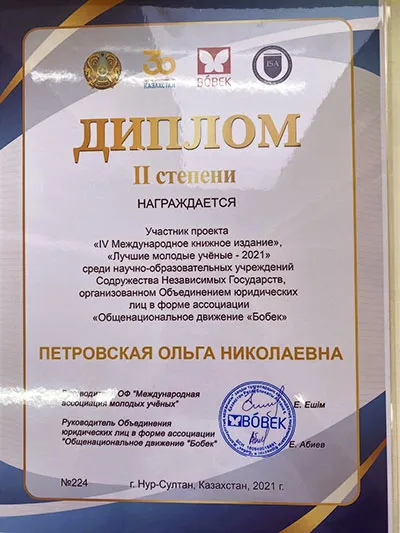 30
КАЗАХСТАН
BÓBEK
ISA
ДИПЛОМ
II степени
НАГРАЖДАЕТСЯ
Участник проекта
«IV Международное книжное издание»,
«Лучшие молодые учёные - 2021»
среди научно-образовательных учреждений
Содружества Независимых Государств,
организованном Объединением юридических
лиц в форме ассоциации
«Общенациональное движение «Бобек»
ПЕТРОВСКАЯ ОЛЬГА НИКОЛАЕВНА
Руководитель ОФ "Международная
ассоциация молодых учёных"
Е. Ешім
Руководитель Объединения
юридических лиц в форме ассоциации
"Общенациональное движение "Бобек"
Е. Абиев
BÓBEK
№224
г. Нур-Султан, Казахстан, 2021 г.